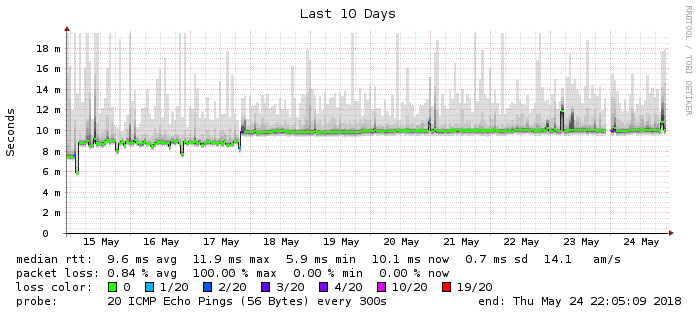 Last 10 Days
RRDTOOL / TOBI OETIKER
Seconds
18 m
16 m
14 m
12 m
10 m
8 m
6 m
4 m
2 m
0
15 May 16 May 17 May 18 May 19 May 20 May 21 May 22 May 23 May 24 May
median rtt: 9.6 ms avg 11.9 ms max 5.9 ms min 10.1 ms now 0.7 ms sd 14.1 am/s
packet loss: 0.84 % avg 100.00 % max 0.00 % min 0.00 % now
loss color: 0 1/20 2/20 3/20 4/20 10/20 19/20
probe: 20 ICMP Echo Pings (56 Bytes) every 300s end: Thu May 24 22:05:09 2018